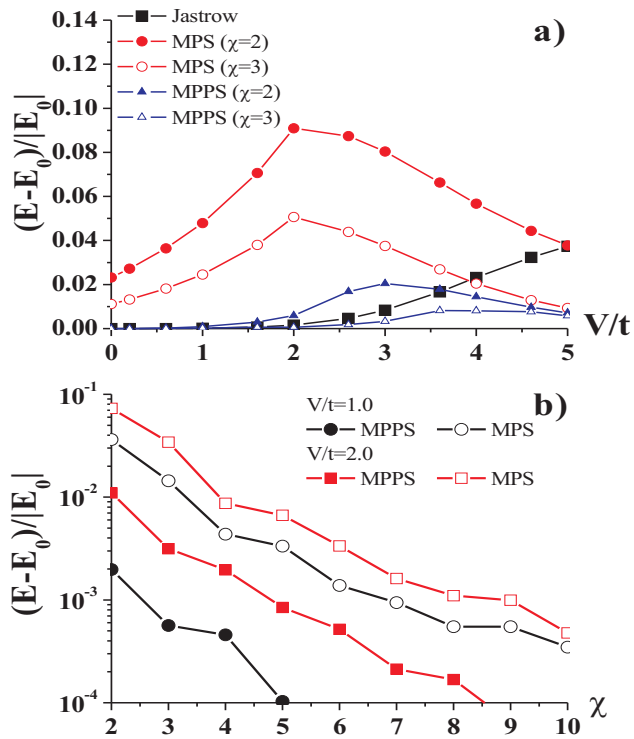 0.14
0.12
0.10
0.08
0.06
0.04
0.02
0.00
(E-E₀)/|E₀|
Jastrow
MPS (χ=2)
MPS (χ=3)
MPPS (χ=2)
MPPS (χ=3)
a)
0 1 2 3 4 5
V/t
10⁻¹
10⁻²
10⁻³
10⁻⁴
(E-E₀)/|E₀|
b)
V/t=1.0
MPPS MPS
V/t=2.0
MPPS MPS
2 3 4 5 6 7 8 9 10
χ